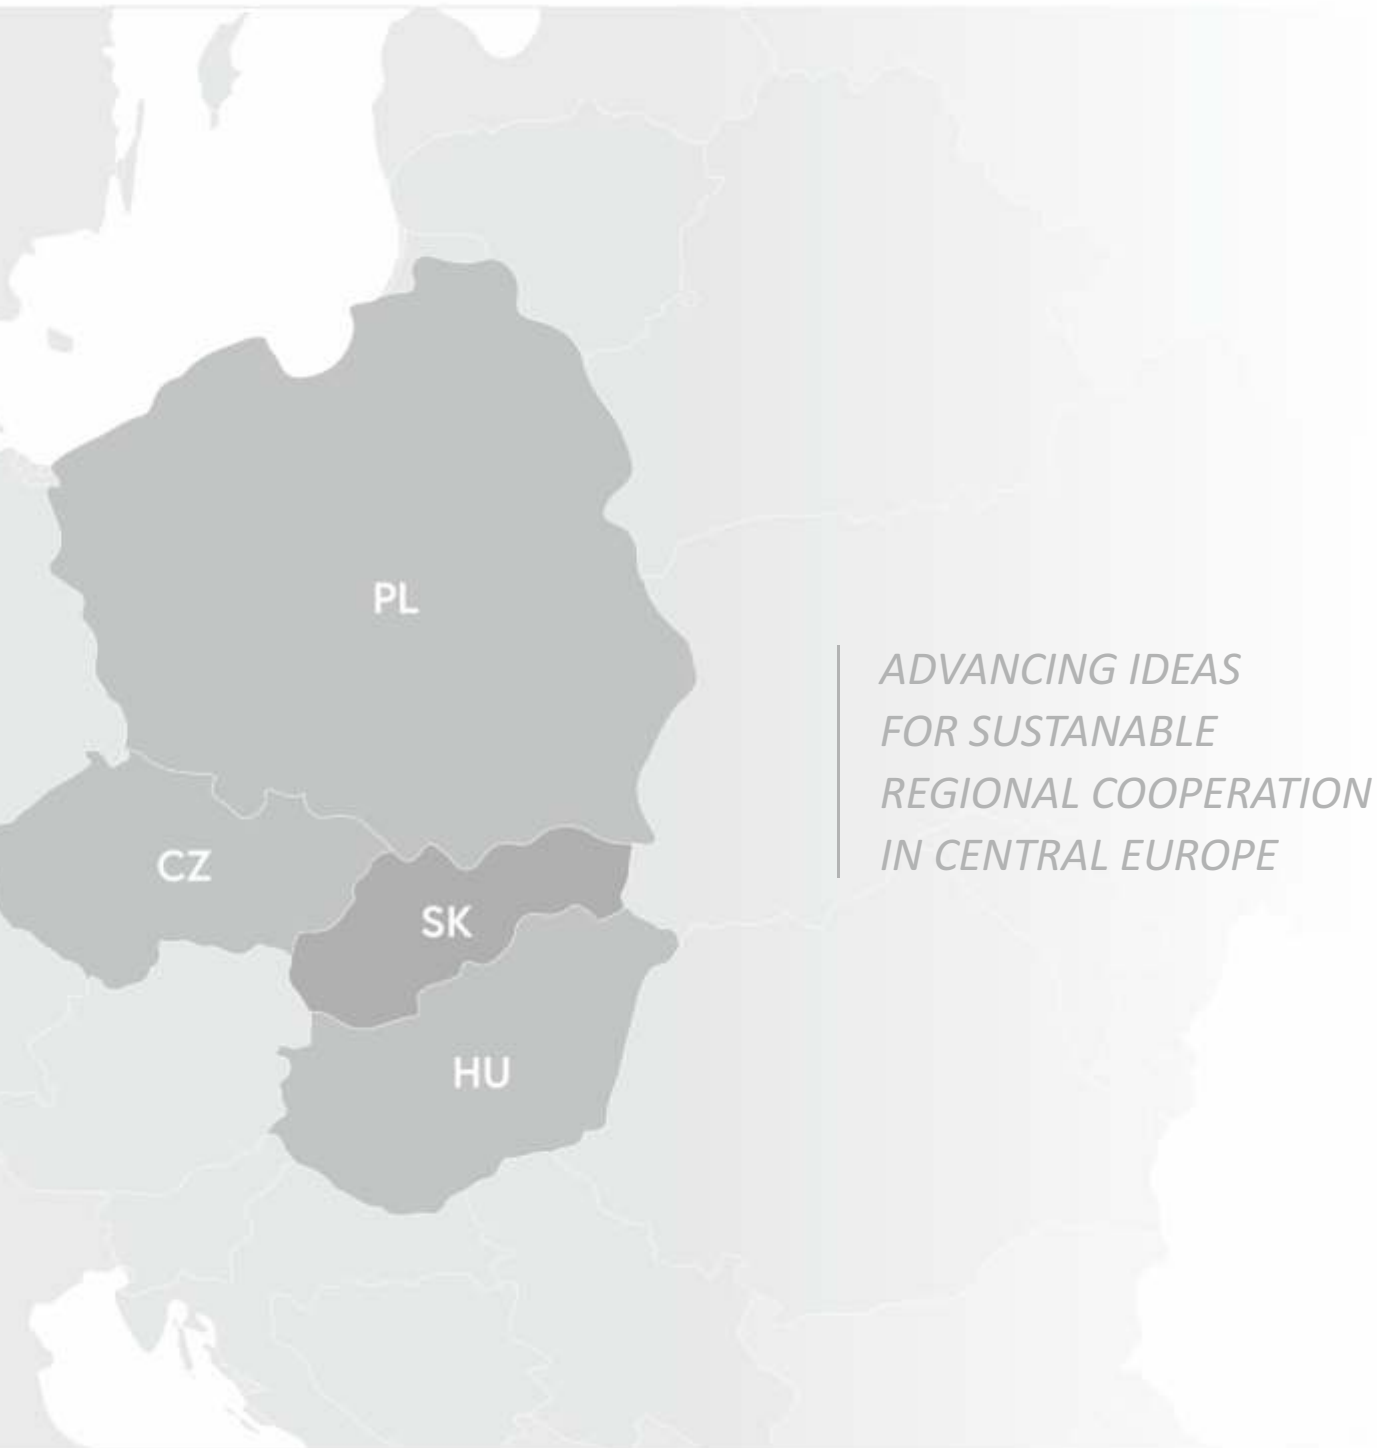 PL
ADVANCING IDEAS
FOR SUSTANABLE
REGIONAL COOPERATION
IN CENTRAL EUROPE
CZ
SK
HU